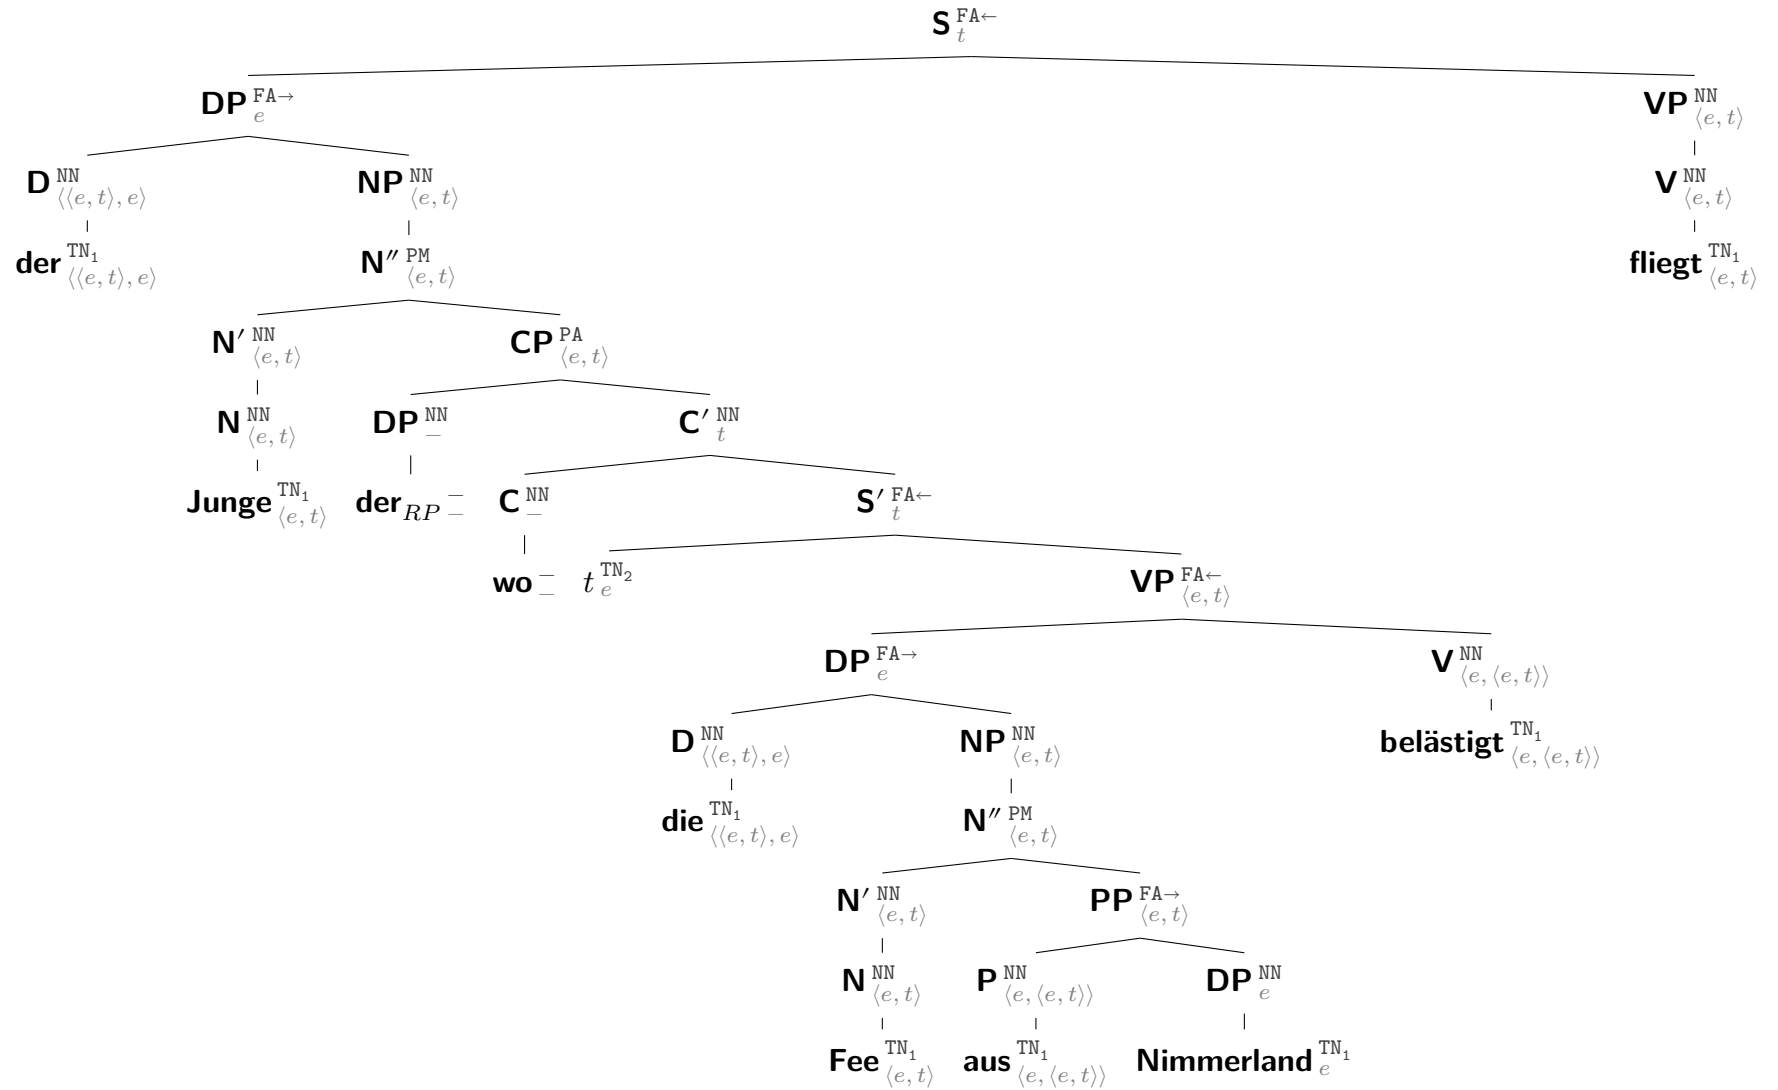 S FA← t
DP FA→ e VP NN ⟨e, t⟩
D NN ⟨⟨e, t⟩, e⟩ NP NN ⟨e, t⟩ V NN ⟨e, t⟩
der TN₁ ⟨⟨e, t⟩, e⟩ N″ PM ⟨e, t⟩ fliegt TN₁ ⟨e, t⟩
N′ NN ⟨e, t⟩ CP PA ⟨e, t⟩
N NN ⟨e, t⟩ DP NN – C′ NN t
Junge TN₁ ⟨e, t⟩ der RP – – C NN – S′ FA← t
wo – – t TN₂ e VP FA← ⟨e, t⟩
DP FA→ e V NN ⟨e, ⟨e, t⟩⟩
D NN ⟨⟨e, t⟩, e⟩ NP NN ⟨e, t⟩ belästigt TN₁ ⟨e, ⟨e, t⟩⟩
die TN₁ ⟨⟨e, t⟩, e⟩ N″ PM ⟨e, t⟩
N′ NN ⟨e, t⟩ PP FA→ ⟨e, t⟩
N NN ⟨e, t⟩ P NN ⟨e, ⟨e, t⟩⟩ DP NN e
Fee TN₁ ⟨e, t⟩ aus TN₁ ⟨e, ⟨e, t⟩⟩ Nimmerland TN₁ e